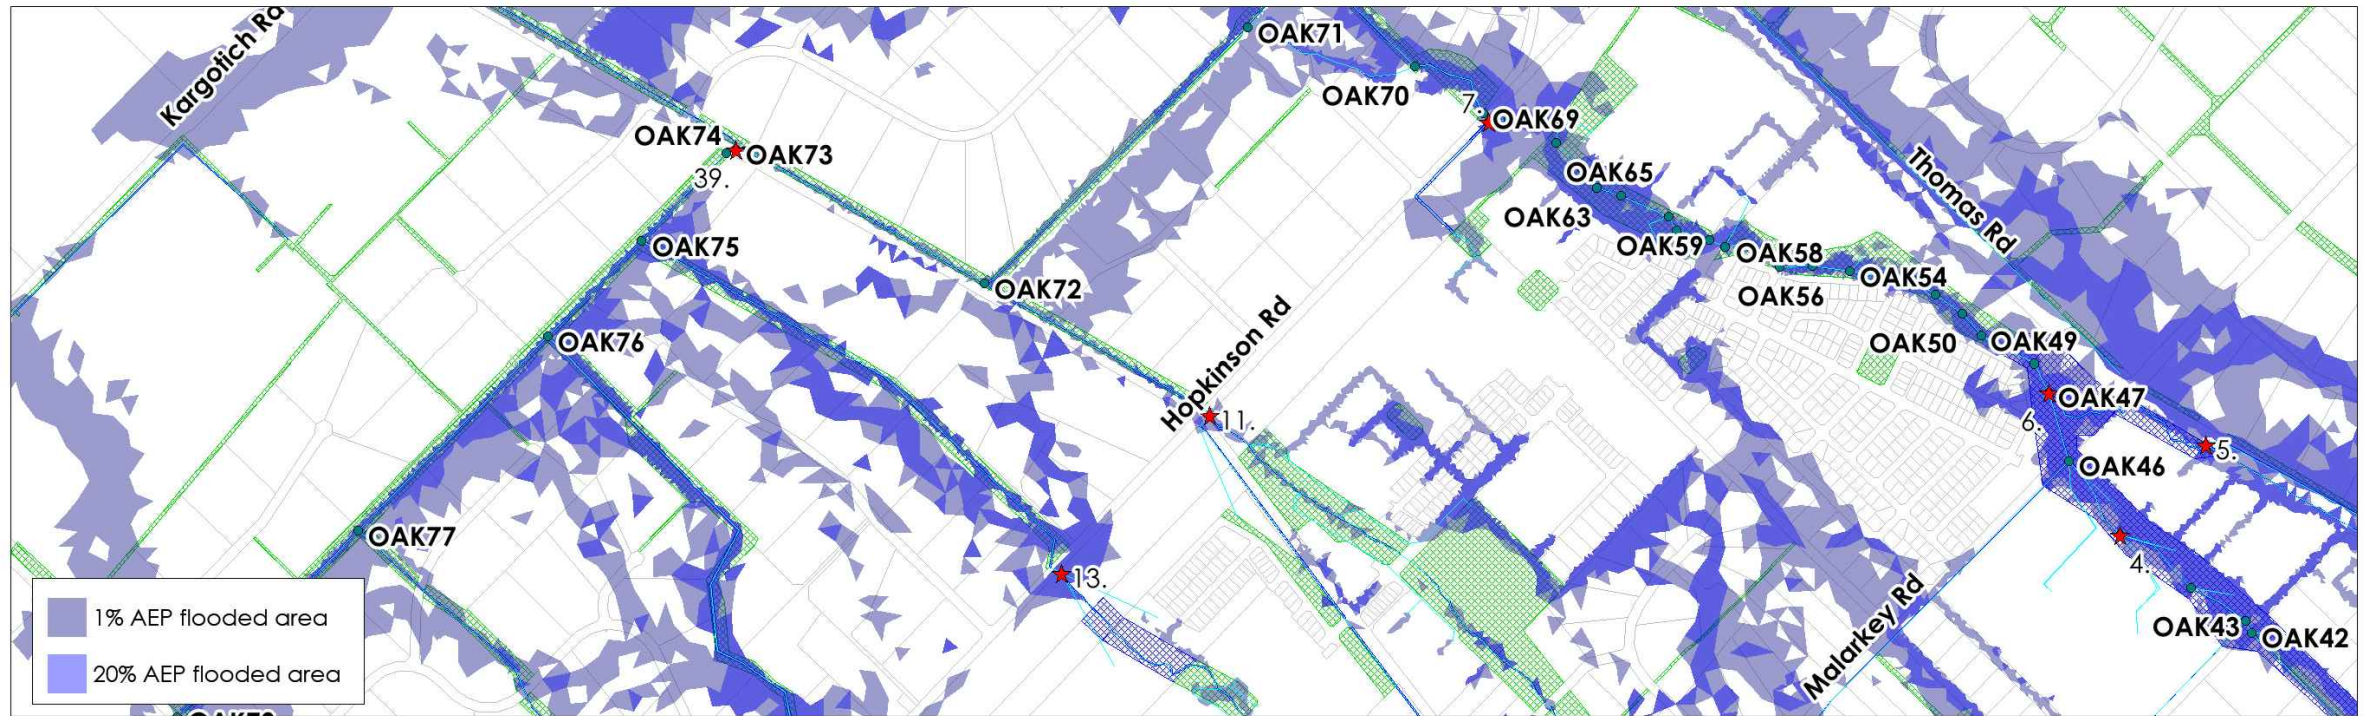 Kargotich Rd
OAK71
OAK70
7.
OAK69
OAK74
OAK73
39.
OAK65
Thomas Rd
OAK63
OAK59
OAK58
OAK75
OAK54
OAK72
OAK56
OAK76
OAK50
OAK49
Hopkinson Rd
11.
OAK47
6.
5.
OAK46
OAK77
4.
13.
Malarkey Rd
OAK43
OAK42
1% AEP flooded area
20% AEP flooded area